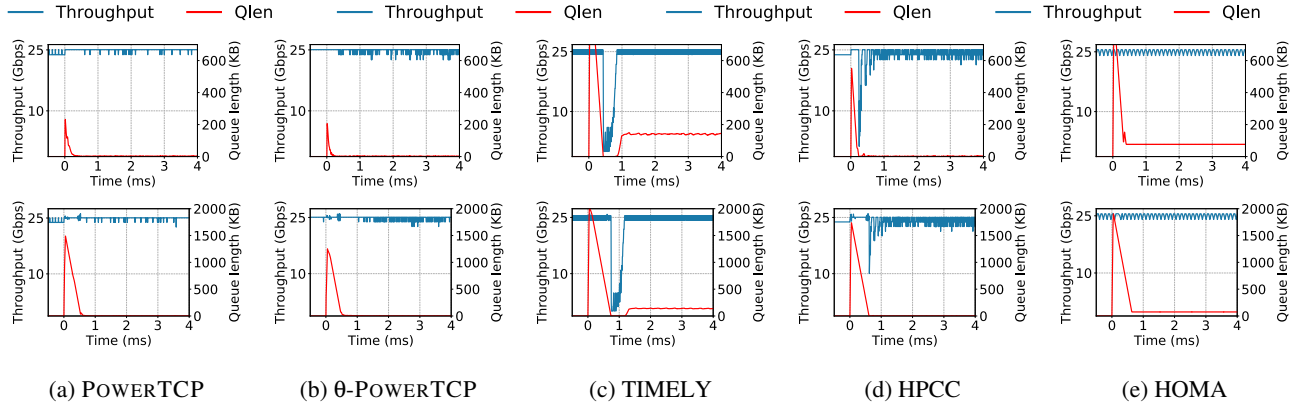 Throughput Qlen Throughput Qlen Throughput Qlen Throughput Qlen
Throughput (Gbps) 25 10 0 1 2 3 4 Time (ms) 600 400 200 0 Queue length (KB)
Throughput (Gbps) 25 10 0 1 2 3 4 Time (ms) 600 400 200 0 Queue length (KB)
Throughput (Gbps) 25 10 0 1 2 3 4 Time (ms) 600 400 200 0 Queue length (KB)
Throughput (Gbps) 25 10 0 1 2 3 4 Time (ms) 600 400 200 0 Queue length (KB)
Throughput (Gbps) 25 10 0 1 2 3 4 Time (ms) 600 400 200 0 Queue length (KB)
Throughput (Gbps) 25 10 0 1 2 3 4 Time (ms) 2000 1500 1000 500 0 Queue length (KB)
Throughput (Gbps) 25 10 0 1 2 3 4 Time (ms) 2000 1500 1000 500 0 Queue length (KB)
Throughput (Gbps) 25 10 0 1 2 3 4 Time (ms) 2000 1500 1000 500 0 Queue length (KB)
Throughput (Gbps) 25 10 0 1 2 3 4 Time (ms) 2000 1500 1000 500 0 Queue length (KB)
Throughput (Gbps) 25 10 0 1 2 3 4 Time (ms) 2000 1500 1000 500 0 Queue length (KB)
(a) POWERTCP
(b) θ-POWERTCP
(c) TIMELY
(d) HPCC
(e) HOMA